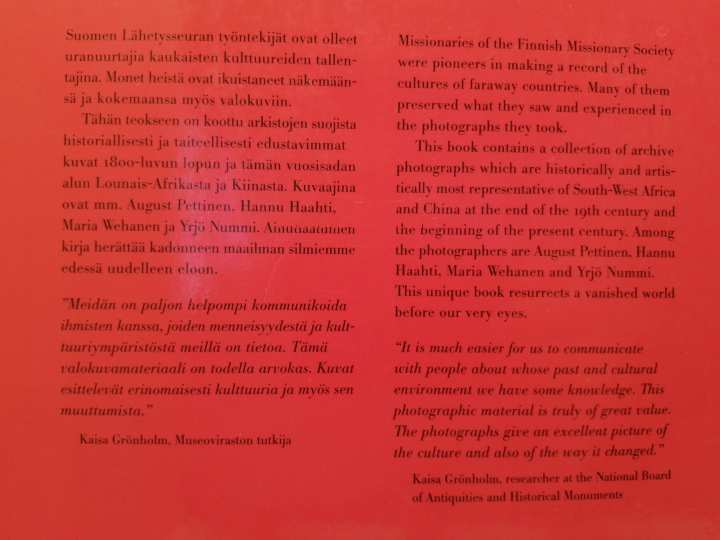 Suomen Lähetysseuran työntekijät ovat olleet
uranuurtajia kaukaisten kulttuureiden tallen-
tajina. Monet heistä ovat ikuistaneet näkemään-
sä ja kokemaansa myös valokuviin.
Tähän teokseen on koottu arkistojen suojista
historiallisesti ja taiteellisesti edustavimmat
kuvat 1800-luvun lopun ja tämän vuosisadan
alun Lounais-Afrikasta ja Kiinasta. Kuvaajina
ovat mm. August Pettinen, Hannu Haahti,
Maria Wehanen ja Yrjö Nummi. Ainutlaatuinen
kirja herättää kadonneen maailman silmiemme
edessä uudelleen eloon.
”Meidän on paljon helpompi kommunikoida
ihmisten kanssa, joiden menneisyydestä ja kult-
tuuriympäristöstä meillä on tietoa. Tämä
valokuvamateriaali on todella arvokas. Kuvat
esittelevät erinomaisesti kulttuuria ja myös sen
muuttumista.”
Kaisa Grönholm, Museoviraston tutkija
Missionaries of the Finnish Missionary Society
were pioneers in making a record of the
cultures of faraway countries. Many of them
preserved what they saw and experienced in
the photographs they took.
This book contains a collection of archive
photographs which are historically and artis-
tically most representative of South-West Africa
and China at the end of the 19th century and
the beginning of the present century. Among
the photographers are August Pettinen, Hannu
Haahti, Maria Wehanen and Yrjö Nummi.
This unique book resurrects a vanished world
before our very eyes.
“It is much easier for us to communicate
with people about whose past and cultural
environment we have some knowledge. This
photographic material is truly of great value.
The photographs give an excellent picture of
the culture and also of the way it changed.”
Kaisa Grönholm, researcher at the National Board
of Antiquities and Historical Monuments